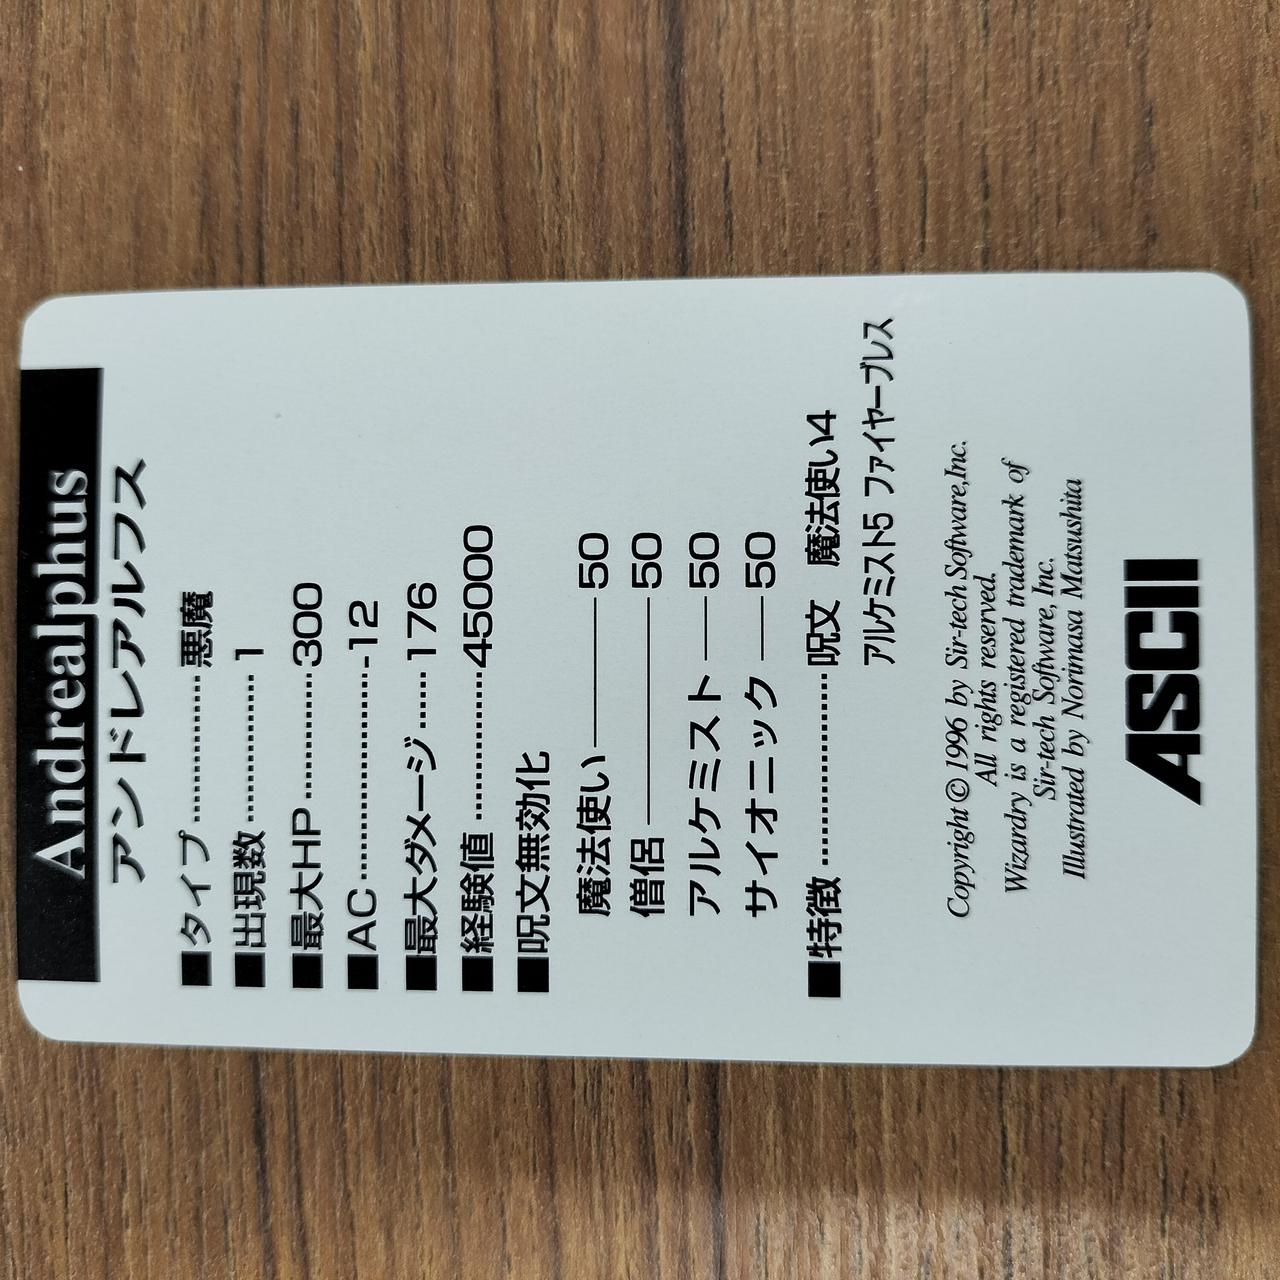 Andrealphus
アンドレアルフス
■タイプ……………悪魔
■出現数……………1
■最大HP…………300
■AC…………………-12
■最大ダメージ……176
■経験値……………45000
■呪文無効化
魔法使い―――50
僧侶―――――50
アルケミスト―50
サイオニック―50
■特徴…………………呪文 魔法使い4
アルケミスト5 ファイヤーブレス
Copyright © 1996 by Sir-tech Software,Inc.
All rights reserved.
Wizardry is a registered trademark of
Sir-tech Software, Inc.
Illustrated by Norimasa Matsushita
ASCII